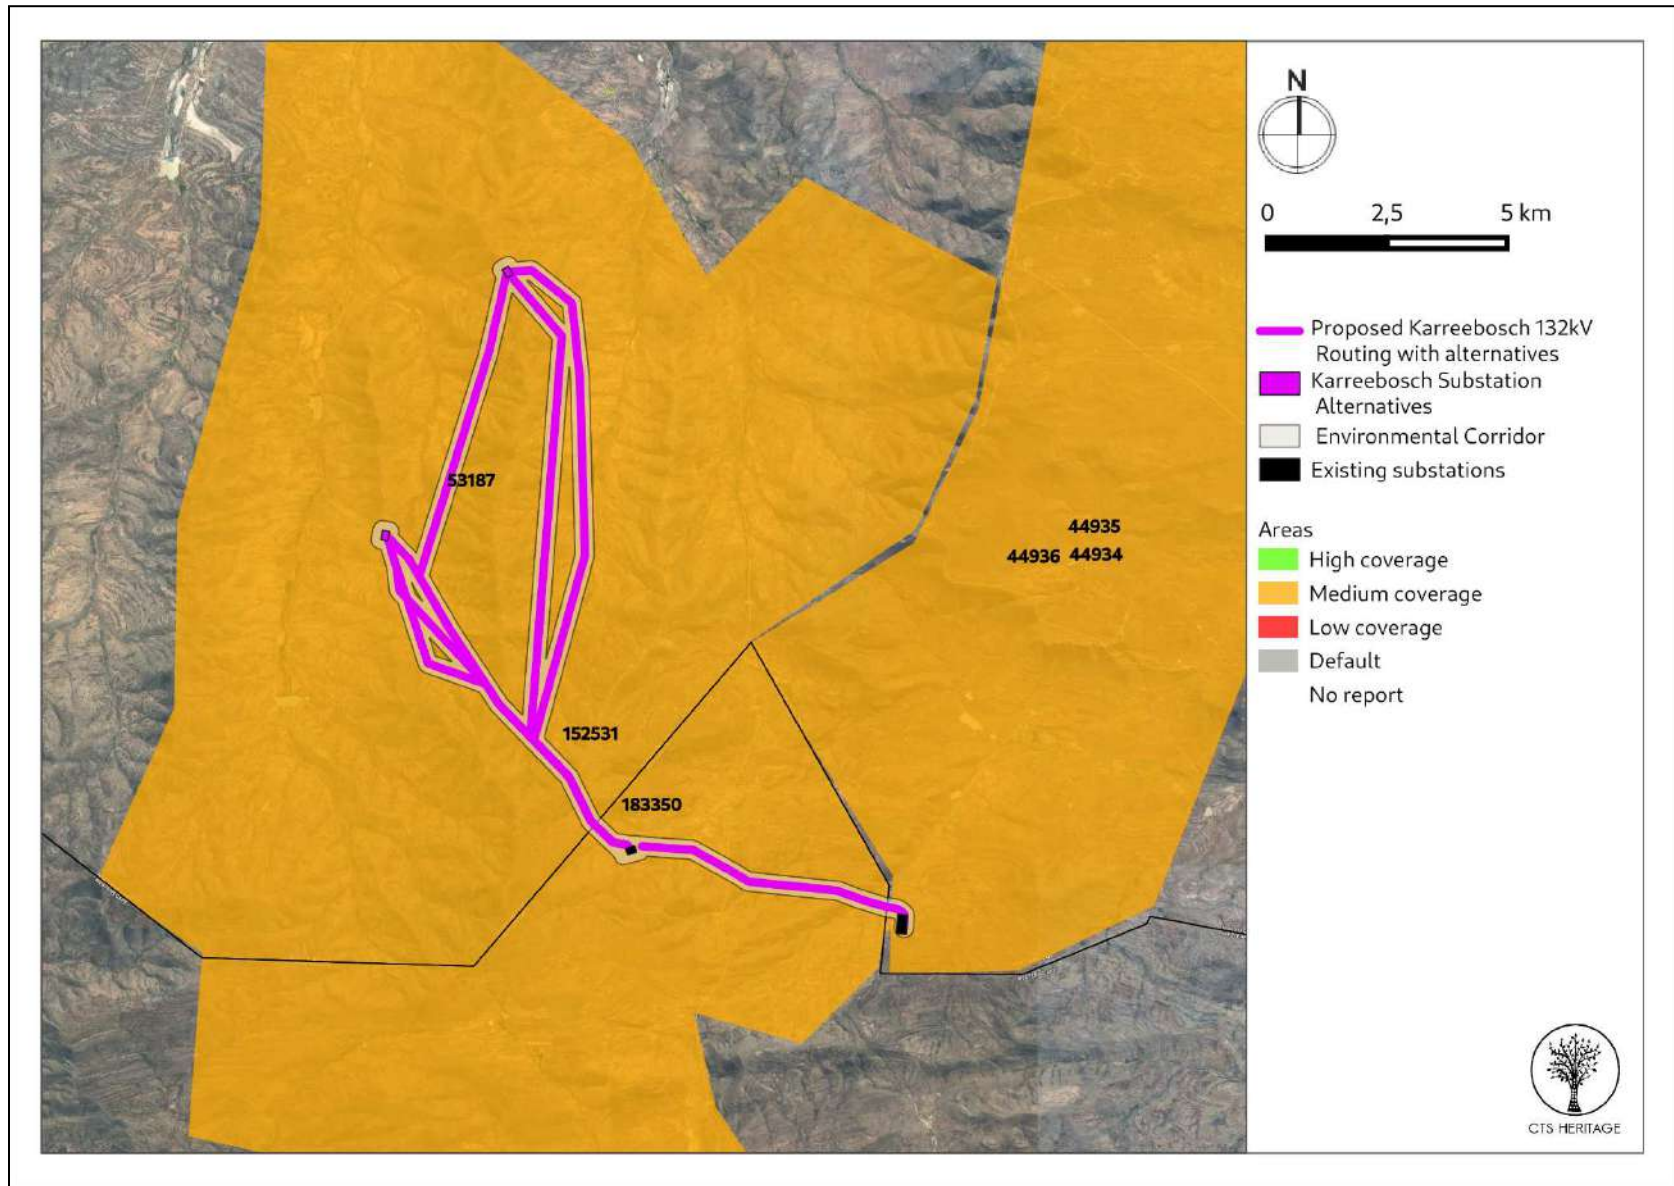 N
0 2,5 5 km
Proposed Karreebosch 132kV
Routing with alternatives
Karreebosch Substation
Alternatives
Environmental Corridor
Existing substations
Areas
High coverage
Medium coverage
Low coverage
Default
No report
53187
44935
44936 44934
152531
183350
CTS HERITAGE